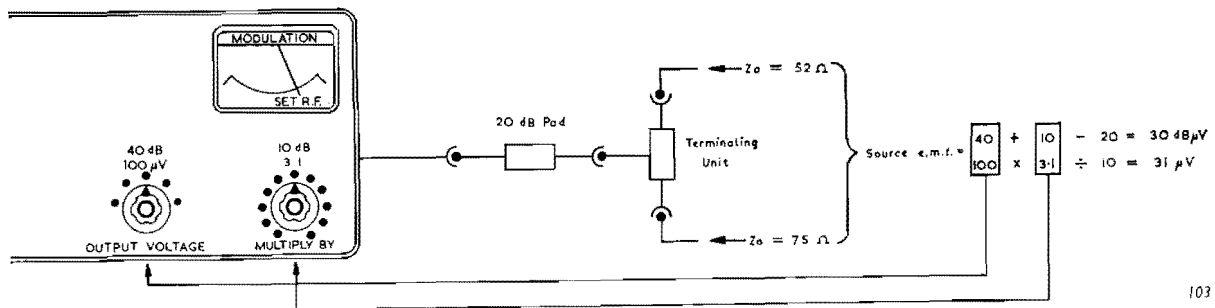 MODULATION
SET R.F.
40 dB
100 µV
OUTPUT VOLTAGE
10 dB
3·1
MULTIPLY BY
20 dB Pad
Terminating
Unit
Zo = 52 Ω
Zo = 75 Ω
Source e.m.f. = 40 + 10 - 20 = 30 dBµV
100 x 3·1 ÷ 10 = 31 µV
103